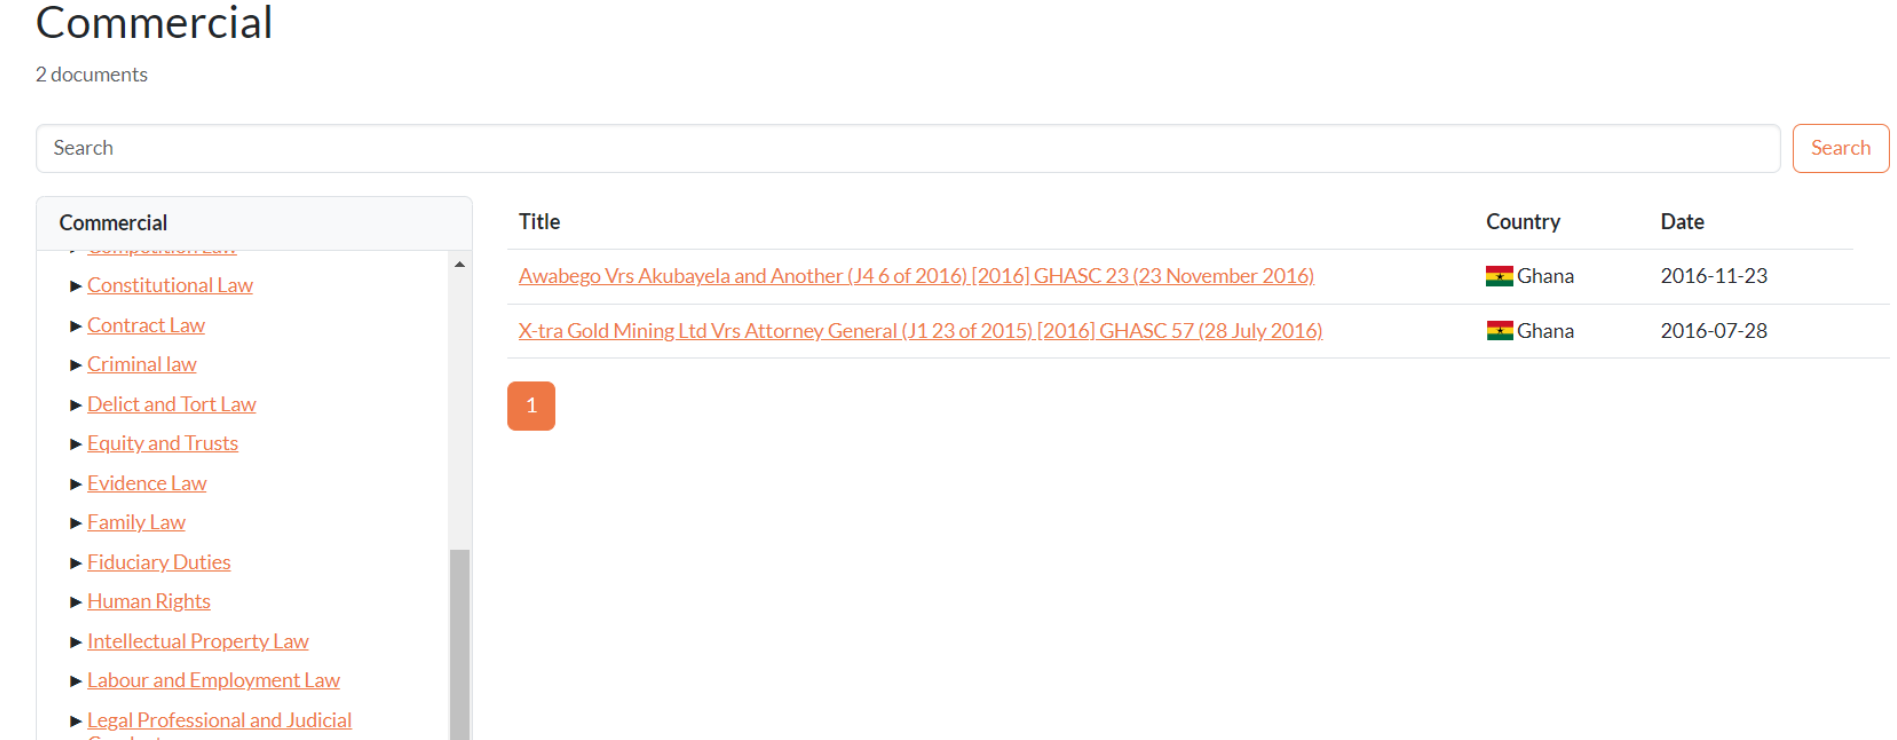 Commercial
2 documents
Search
Search
Commercial
Competition Law
Constitutional Law
Contract Law
Criminal law
Delict and Tort Law
Equity and Trusts
Evidence Law
Family Law
Fiduciary Duties
Human Rights
Intellectual Property Law
Labour and Employment Law
Legal Professional and Judicial
Title Country Date
Awabego Vrs Akubayela and Another (J4 6 of 2016) [2016] GHASC 23 (23 November 2016) Ghana 2016-11-23
X-tra Gold Mining Ltd Vrs Attorney General (J1 23 of 2015) [2016] GHASC 57 (28 July 2016) Ghana 2016-07-28
1